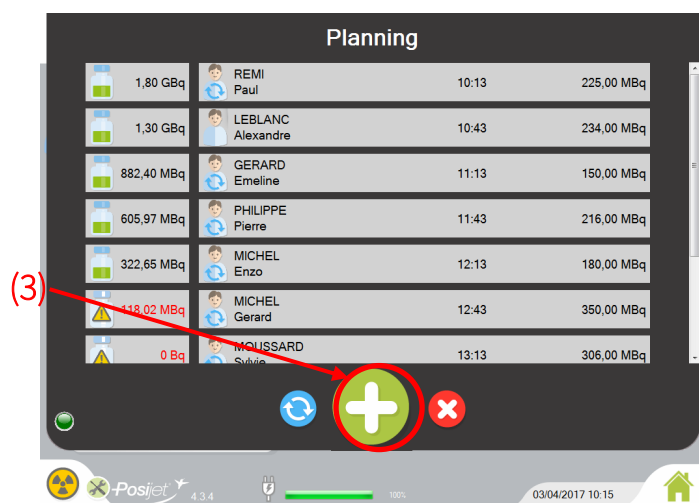 Planning
1,80 GBq REMI Paul 10:13 225,00 MBq
1,30 GBq LEBLANC Alexandre 10:43 234,00 MBq
882,40 MBq GERARD Emeline 11:13 150,00 MBq
605,97 MBq PHILIPPE Pierre 11:43 216,00 MBq
322,65 MBq MICHEL Enzo 12:13 180,00 MBq
(3)
118,02 MBq MICHEL Gerard 12:43 350,00 MBq
0 Bq MOUSSARD Sylvie 13:13 306,00 MBq
Posijet 4.3.4 100% 03/04/2017 10:15